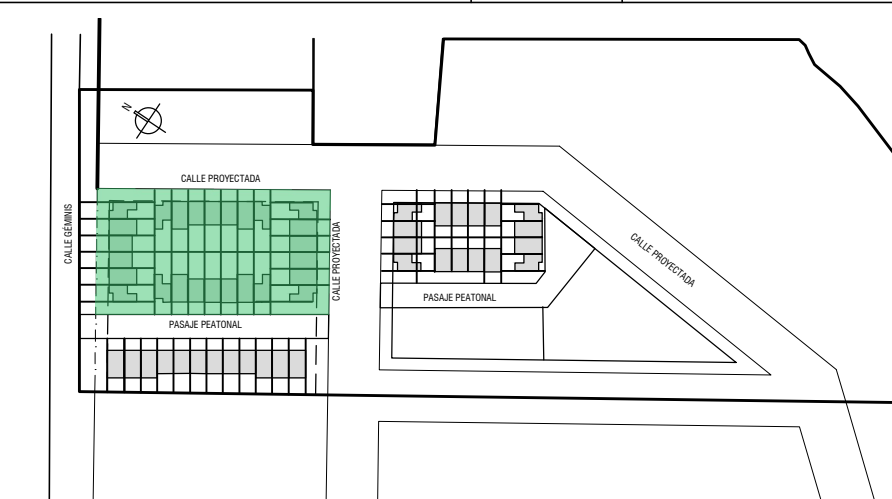 N
CALLE PROYECTADA
CALLE GÉMINIS
CALLE PROYECTADA
CALLE PROYECTADA
PASAJE PEATONAL
PASAJE PEATONAL